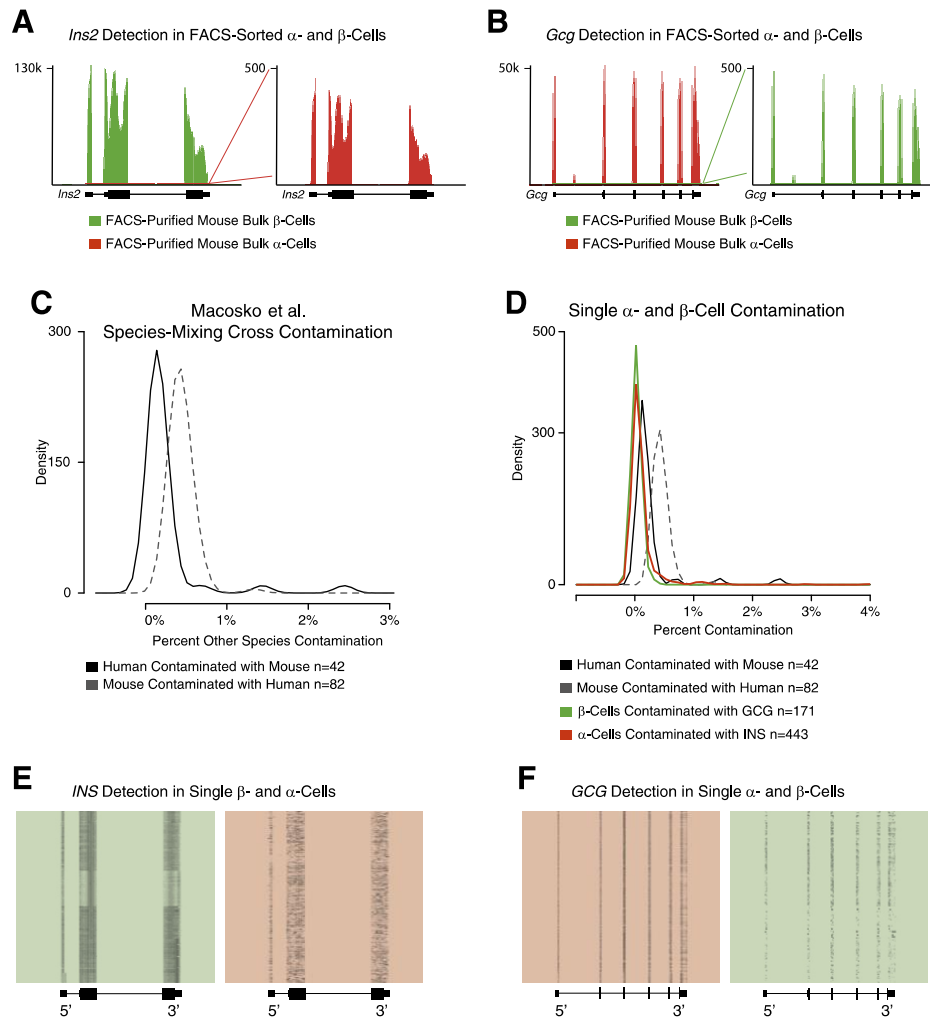 A
Ins2 Detection in FACS-Sorted α- and β-Cells
130k
500
Ins2
Ins2
FACS-Purified Mouse Bulk β-Cells
FACS-Purified Mouse Bulk α-Cells
B
Gcg Detection in FACS-Sorted α- and β-Cells
50k
500
Gcg
Gcg
FACS-Purified Mouse Bulk β-Cells
FACS-Purified Mouse Bulk α-Cells
C
Macosko et al.
Species-Mixing Cross Contamination
300
150
0
Density
0% 1% 2% 3%
Percent Other Species Contamination
Human Contaminated with Mouse n=42
Mouse Contaminated with Human n=82
D
Single α- and β-Cell Contamination
500
300
0
Density
0% 1% 2% 3% 4%
Percent Contamination
Human Contaminated with Mouse n=42
Mouse Contaminated with Human n=82
β-Cells Contaminated with GCG n=171
α-Cells Contaminated with INS n=443
E
INS Detection in Single β- and α-Cells
5’ 3’
5’ 3’
F
GCG Detection in Single α- and β-Cells
5’ 3’
5’ 3’